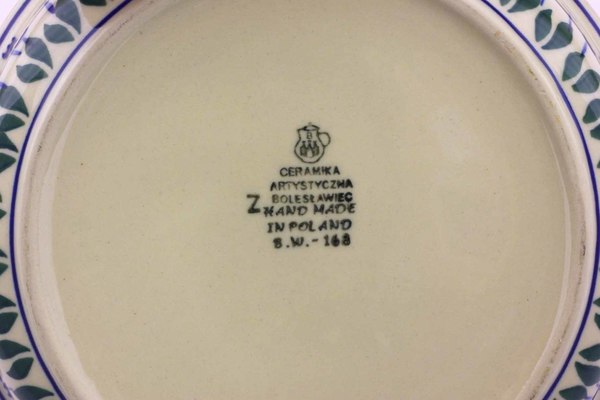 B
CERAMIKA
ARTYSTYCZNA
BOLESŁAWIEC
Z HAND MADE
IN POLAND
S.W.-168